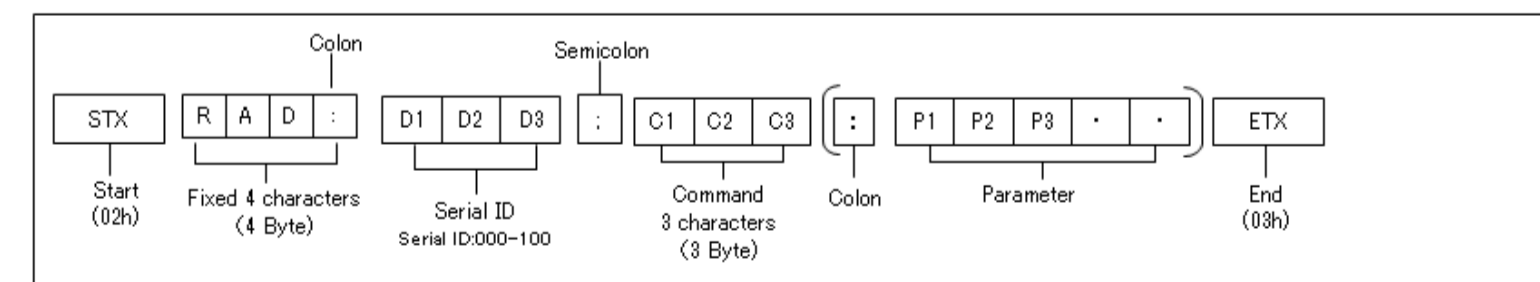 Colon
Semicolon
STX R A D : D1 D2 D3 ; C1 C2 C3 ( : P1 P2 P3 ・ ・ ) ETX
Start
(02h)
Fixed 4 characters
(4 Byte)
Serial ID
Serial ID:000-100
Command
3 characters
(3 Byte)
Colon
Parameter
End
(03h)